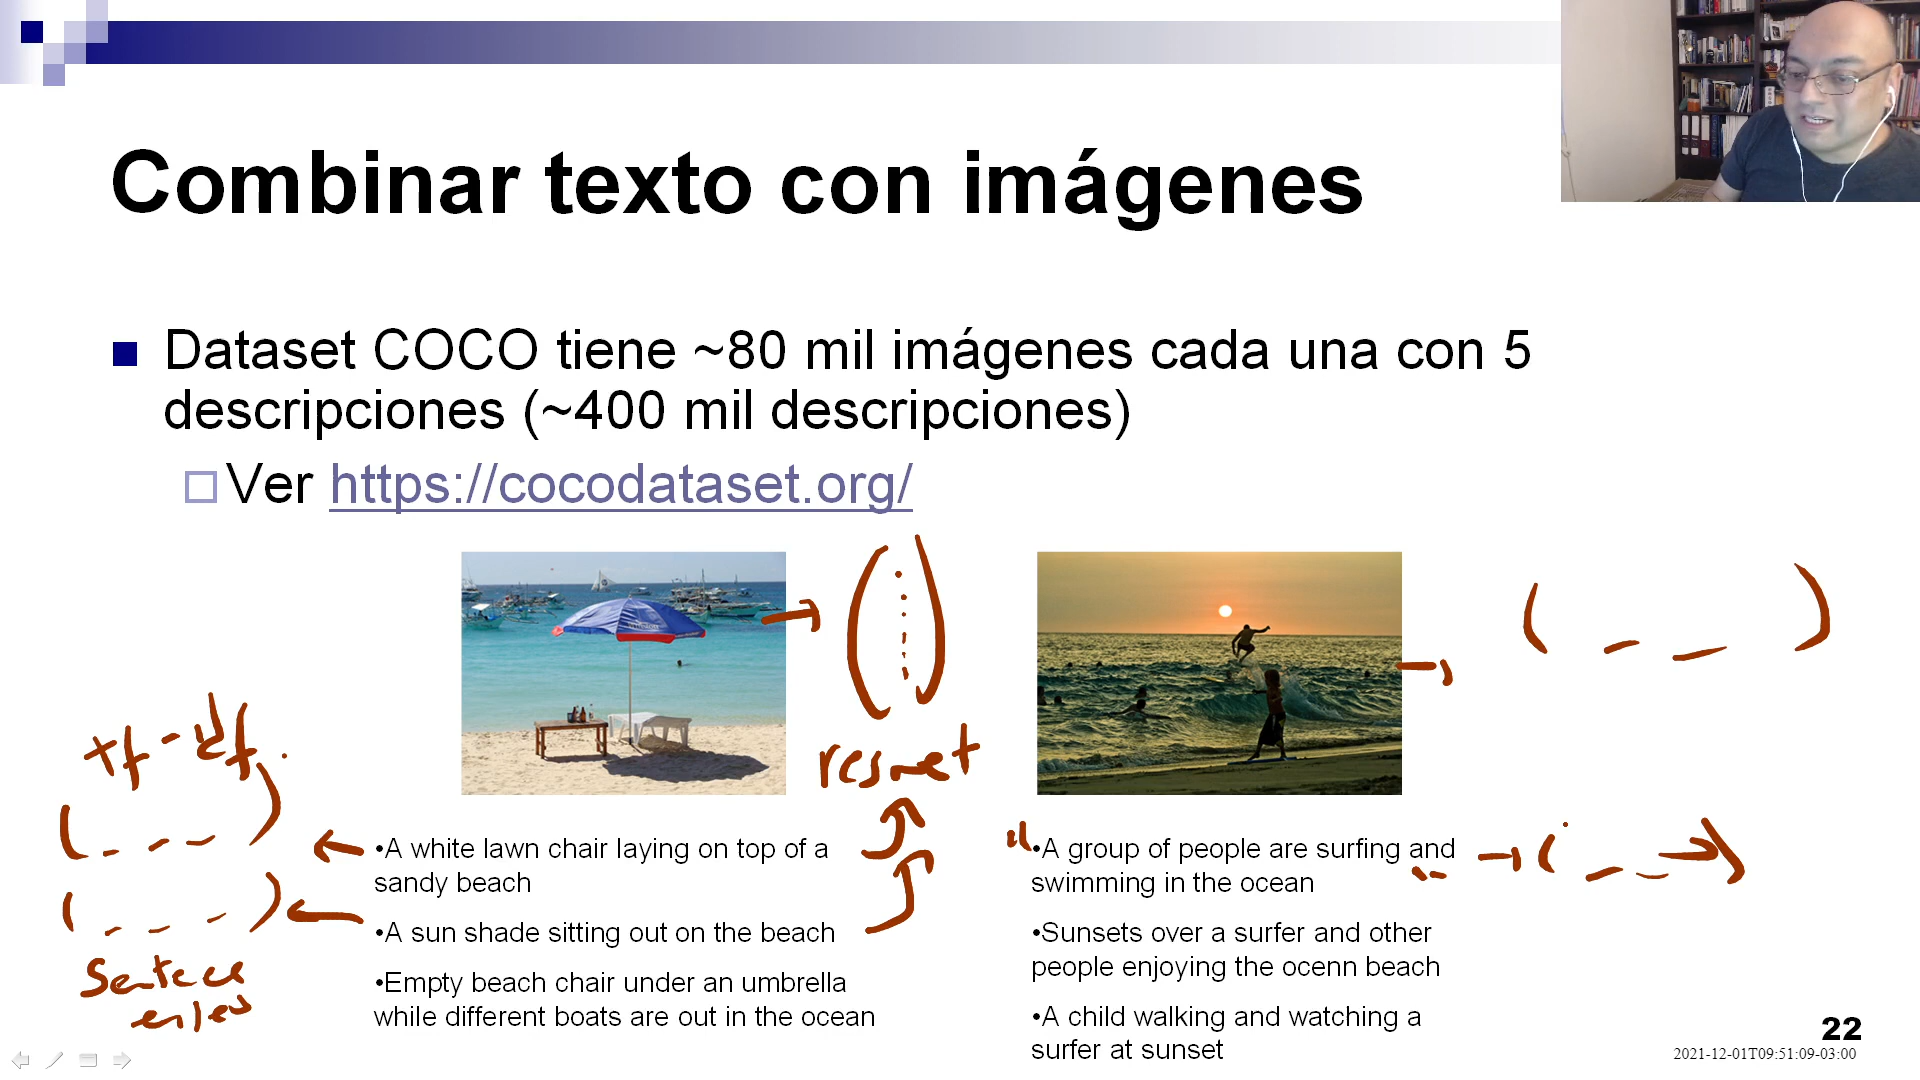 Combinar texto con imágenes
Dataset COCO tiene ~80 mil imágenes cada una con 5
descripciones (~400 mil descripciones)
Ver https://cocodataset.org/
tf-idf.
resnet
•A white lawn chair laying on top of a
sandy beach
•A sun shade sitting out on the beach
•Empty beach chair under an umbrella
while different boats are out in the ocean
•A group of people are surfing and
swimming in the ocean
•Sunsets over a surfer and other
people enjoying the ocenn beach
•A child walking and watching a
surfer at sunset
22
2021-12-01T09:51:09-03:00